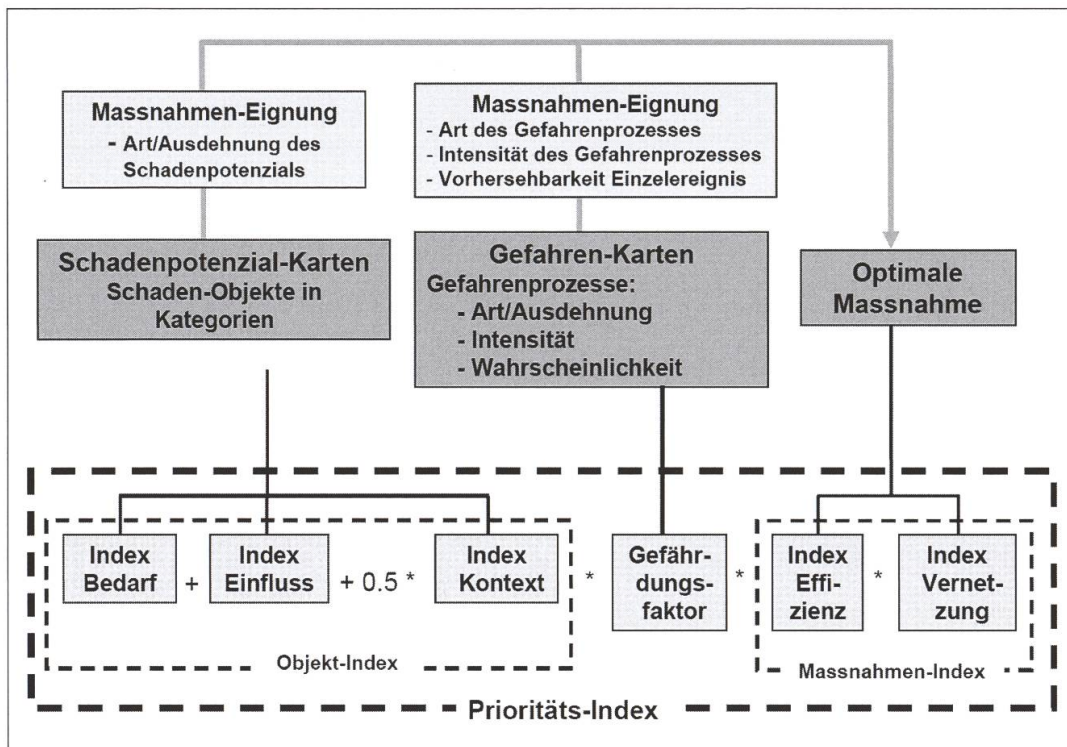 Massnahmen-Eignung
- Art/Ausdehnung des
Schadenpotenzials
Massnahmen-Eignung
- Art des Gefahrenprozesses
- Intensität des Gefahrenprozesses
- Vorhersehbarkeit Einzelereignis
Schadenpotenzial-Karten
Schaden-Objekte in
Kategorien
Gefahren-Karten
Gefahrenprozesse:
- Art/Ausdehnung
- Intensität
- Wahrscheinlichkeit
Optimale
Massnahme
Index
Bedarf
+
Index
Einfluss
+ 0.5 *
Index
Kontext
*
Gefähr-
dungs-
faktor
*
Index
Effi-
zienz
*
Index
Vernet-
zung
Objekt-Index
Massnahmen-Index
Prioritäts-Index